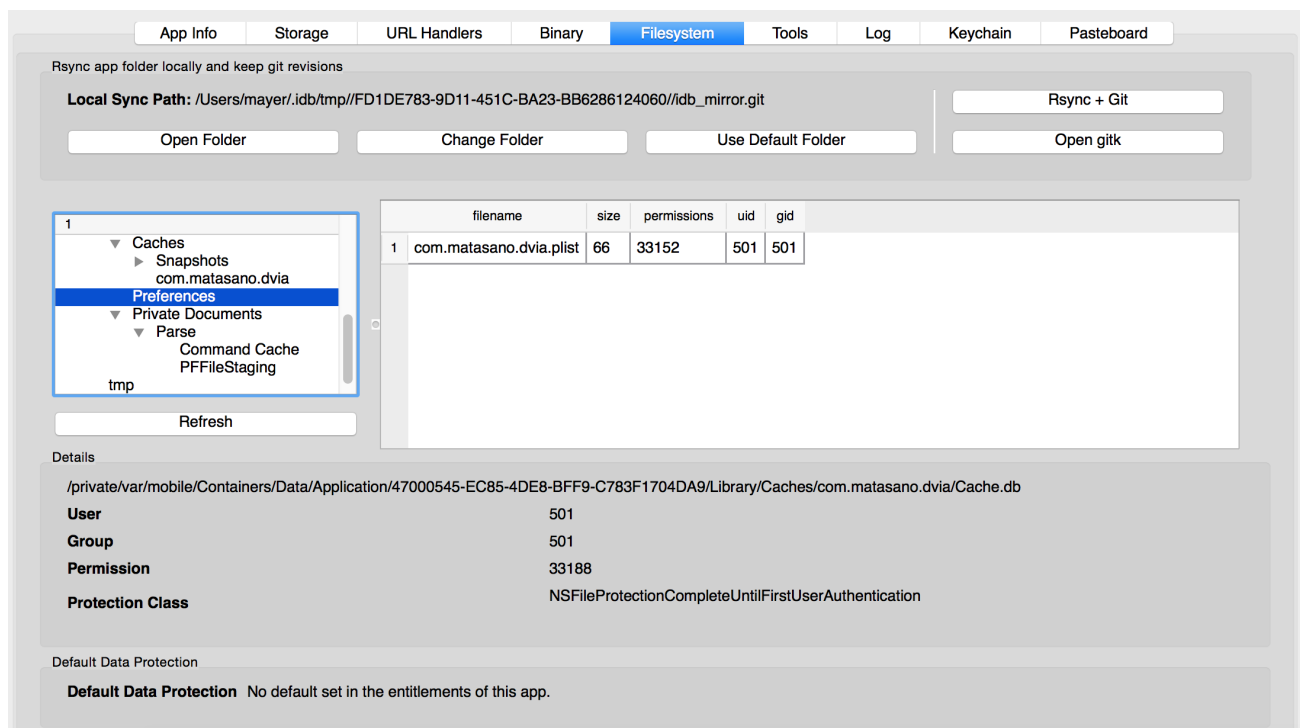 App Info Storage URL Handlers Binary Filesystem Tools Log Keychain Pasteboard
Rsync app folder locally and keep git revisions
Local Sync Path: /Users/mayer/.idb/tmp//FD1DE783-9D11-451C-BA23-BB6286124060//idb_mirror.git
Rsync + Git
Open Folder Change Folder Use Default Folder Open gitk
1
Caches
Snapshots
com.matasano.dvia
Preferences
Private Documents
Parse
Command Cache
PFFileStaging
tmp
Refresh
filename size permissions uid gid
1 com.matasano.dvia.plist 66 33152 501 501
Details
/private/var/mobile/Containers/Data/Application/47000545-EC85-4DE8-BFF9-C783F1704DA9/Library/Caches/com.matasano.dvia/Cache.db
User 501
Group 501
Permission 33188
Protection Class NSFileProtectionCompleteUntilFirstUserAuthentication
Default Data Protection
Default Data Protection No default set in the entitlements of this app.